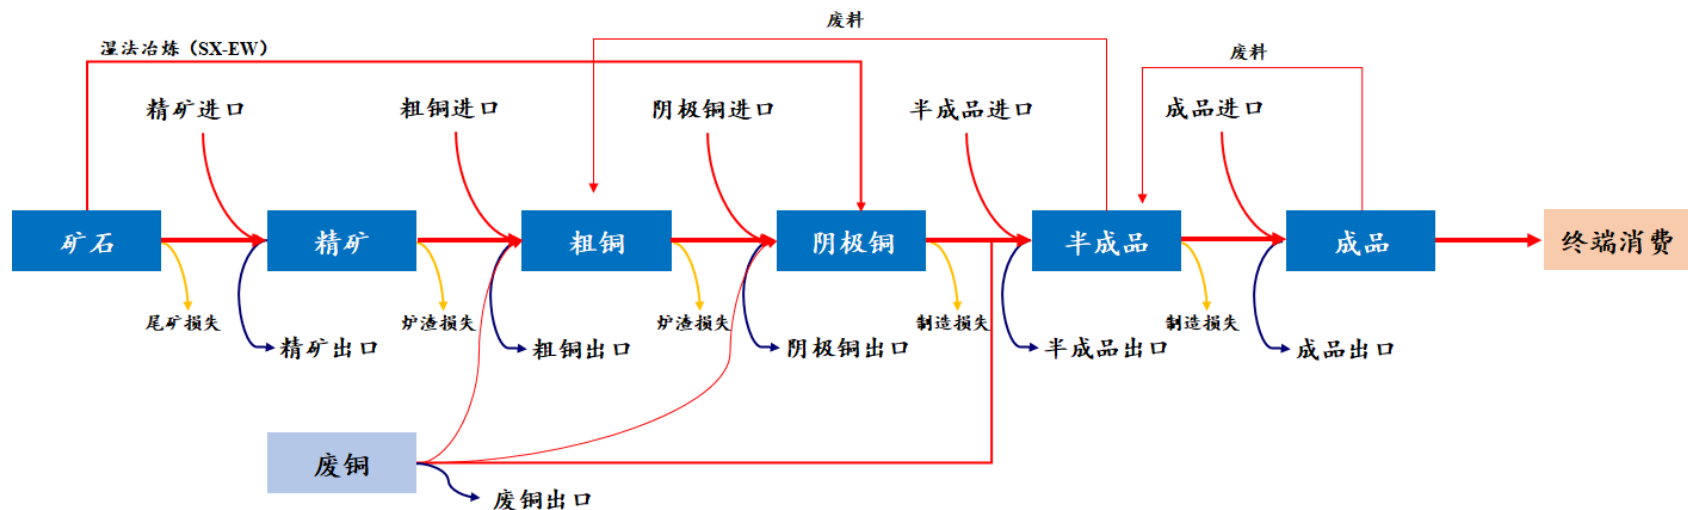 废料
湿法冶炼（SX-EW）
废料
精矿进口
粗铜进口
阴极铜进口
半成品进口
成品进口
矿石
精矿
粗铜
阴极铜
半成品
成品
终端消费
尾矿损失
炉渣损失
炉渣损失
制造损失
制造损失
精矿出口
粗铜出口
阴极铜出口
半成品出口
成品出口
废铜
废铜出口